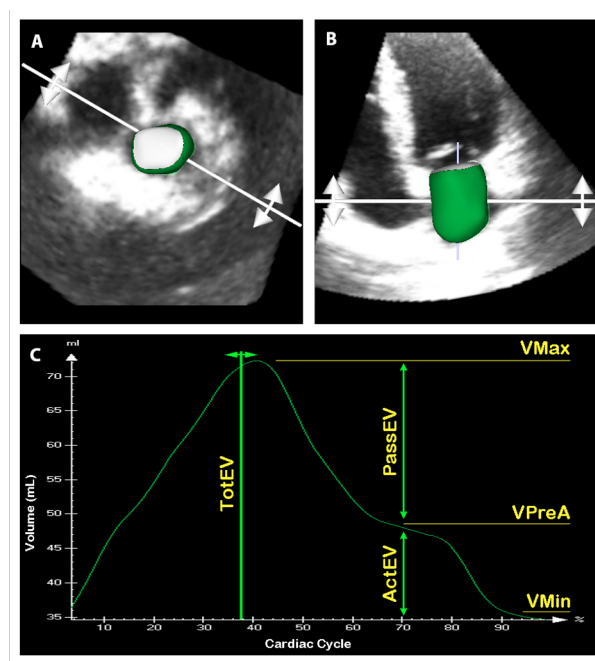 A
B
C
ml
VMax
70
65
PassEV
60
TotEV
55
Volume (mL)
50
VPreA
45
ActEV
40
VMin
35
0 10 20 30 40 50 60 70 80 90 %
Cardiac Cycle